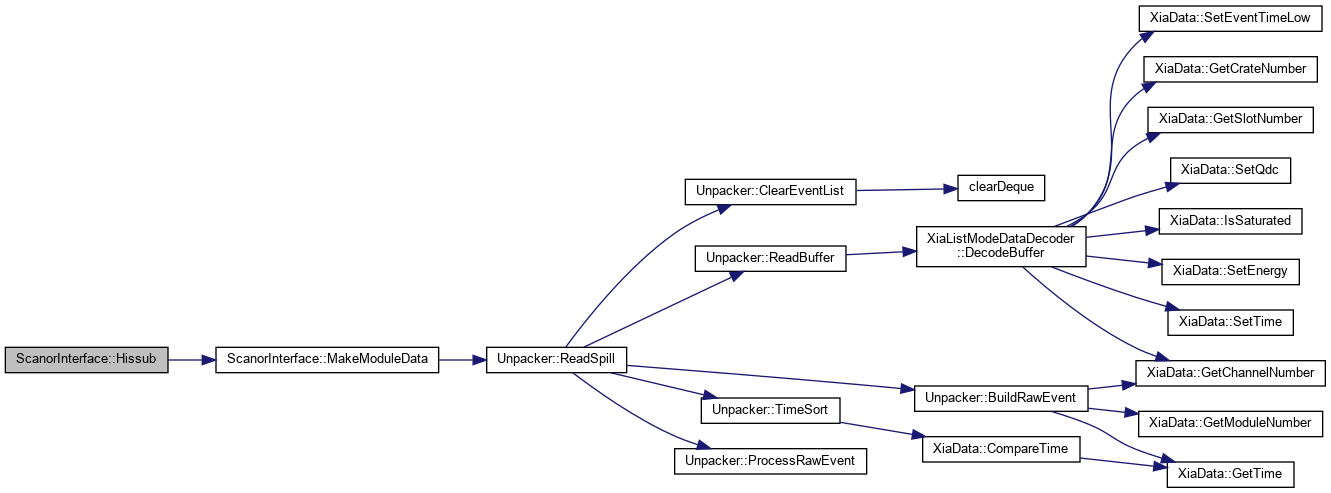 XiaData::SetEventTimeLow
XiaData::GetCrateNumber
XiaData::GetSlotNumber
XiaData::SetQdc
Unpacker::ClearEventList
clearDeque
XiaData::IsSaturated
XiaListModeDataDecoder
::DecodeBuffer
Unpacker::ReadBuffer
XiaData::SetEnergy
XiaData::SetTime
ScanorInterface::Hissub
ScanorInterface::MakeModuleData
Unpacker::ReadSpill
XiaData::GetChannelNumber
Unpacker::BuildRawEvent
Unpacker::TimeSort
XiaData::GetModuleNumber
XiaData::CompareTime
Unpacker::ProcessRawEvent
XiaData::GetTime